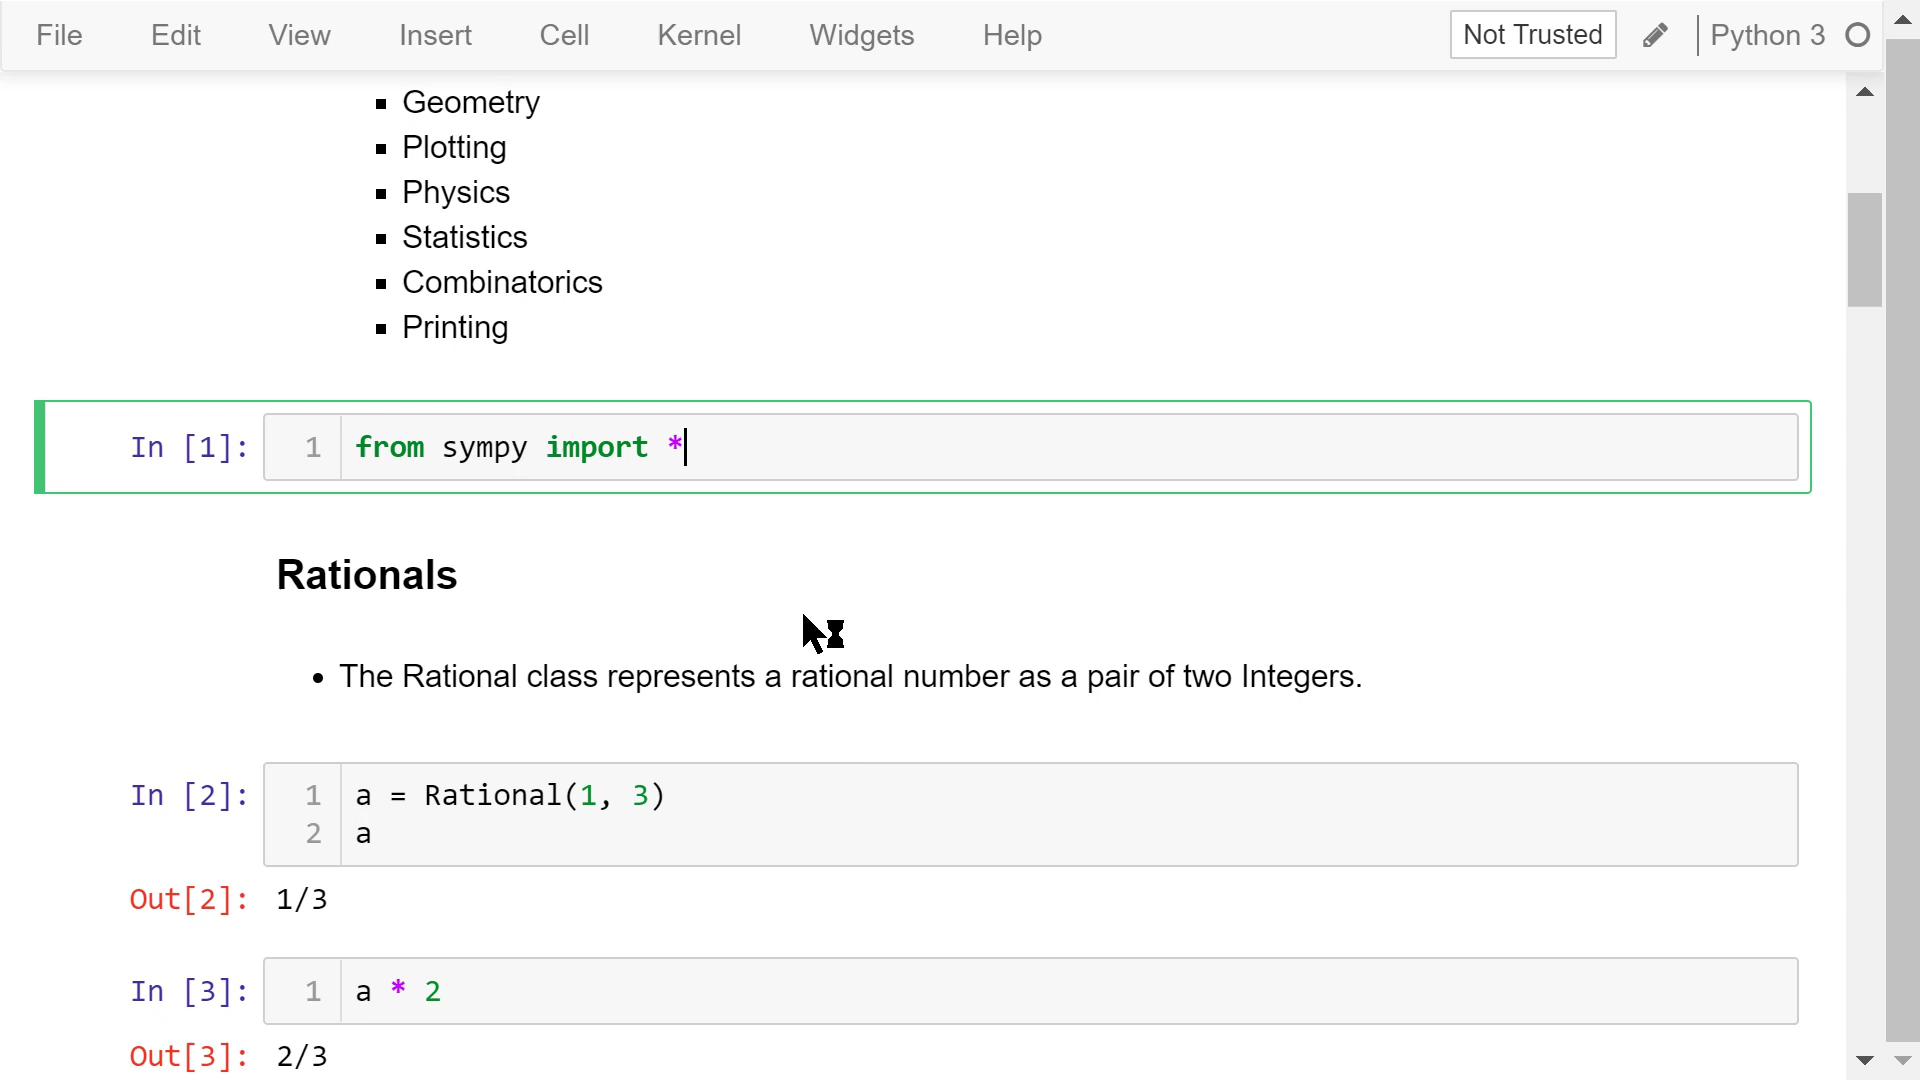 File Edit View Insert Cell Kernel Widgets Help Not Trusted Python 3
Geometry
Plotting
Physics
Statistics
Combinatorics
Printing
In [1]: 1 from sympy import *
Rationals
The Rational class represents a rational number as a pair of two Integers.
In [2]: 1 a = Rational(1, 3)
2 a
Out[2]: 1/3
In [3]: 1 a * 2
Out[3]: 2/3